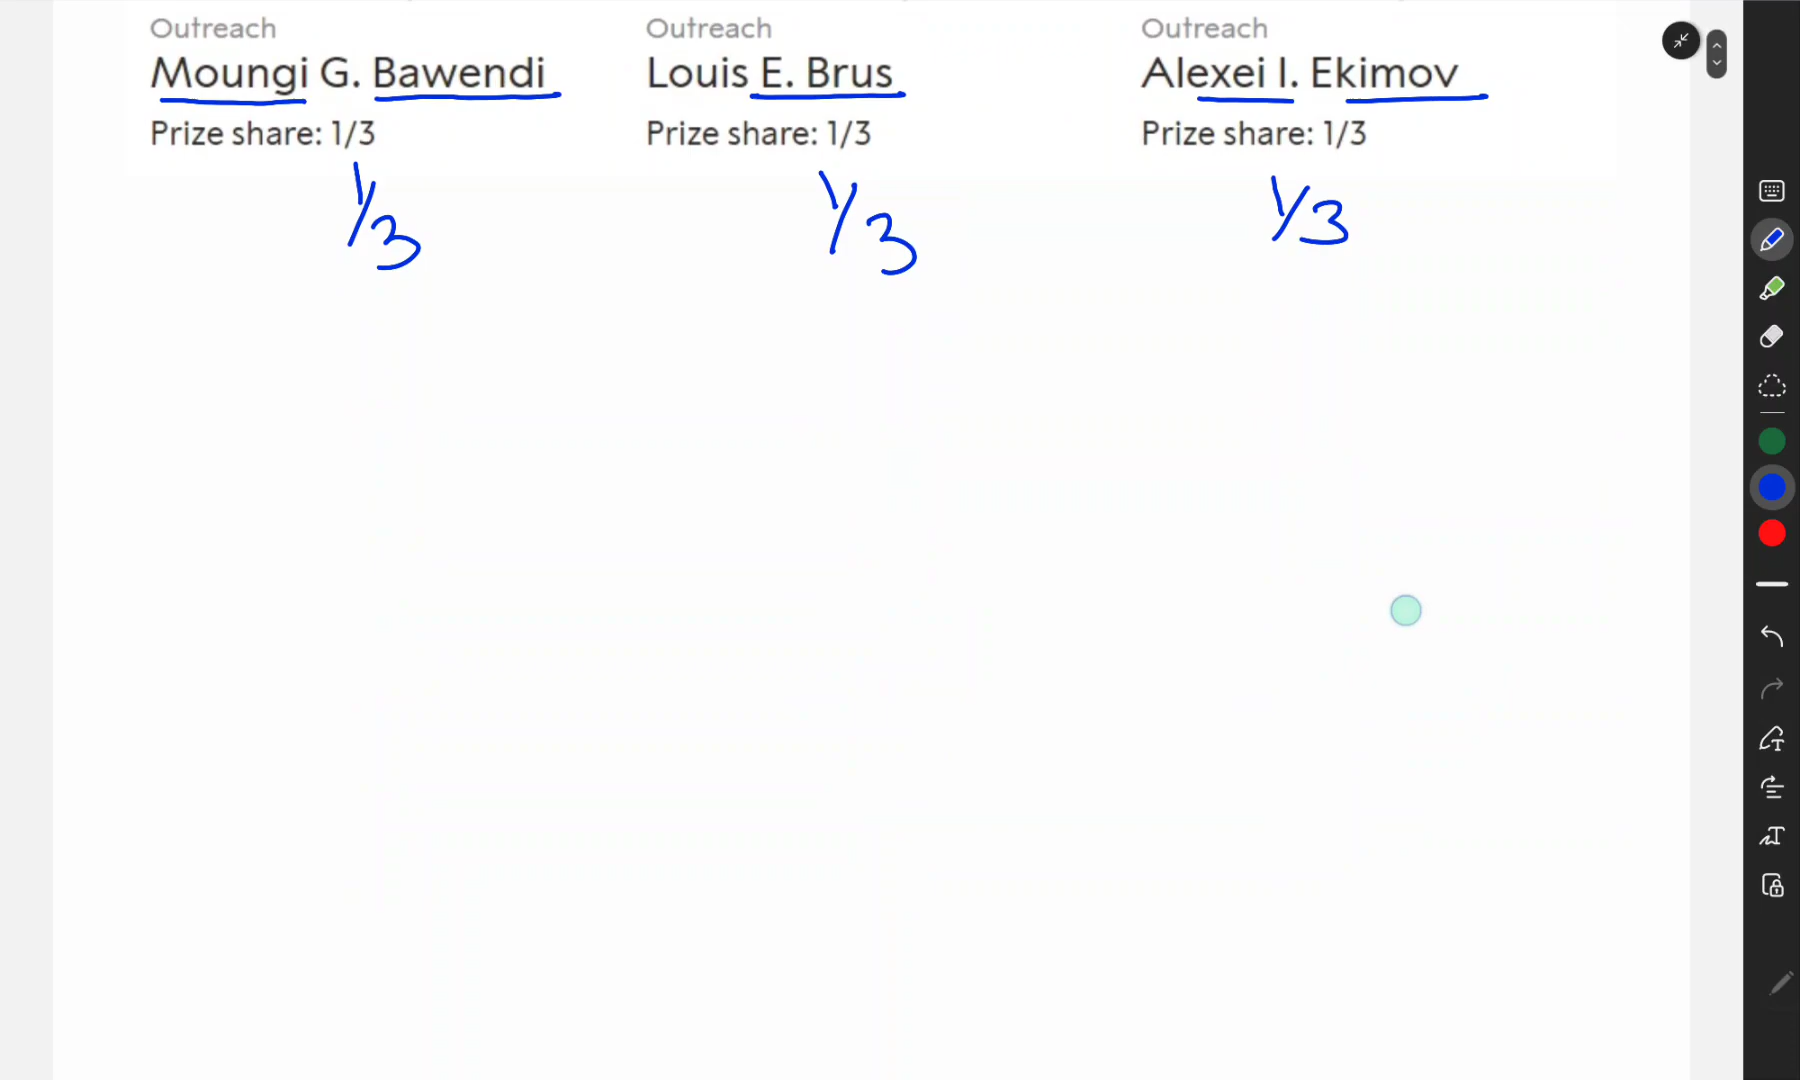 Outreach Outreach Outreach
Moungi G. Bawendi Louis E. Brus Alexei I. Ekimov
Prize share: 1/3 Prize share: 1/3 Prize share: 1/3
1/3 1/3 1/3